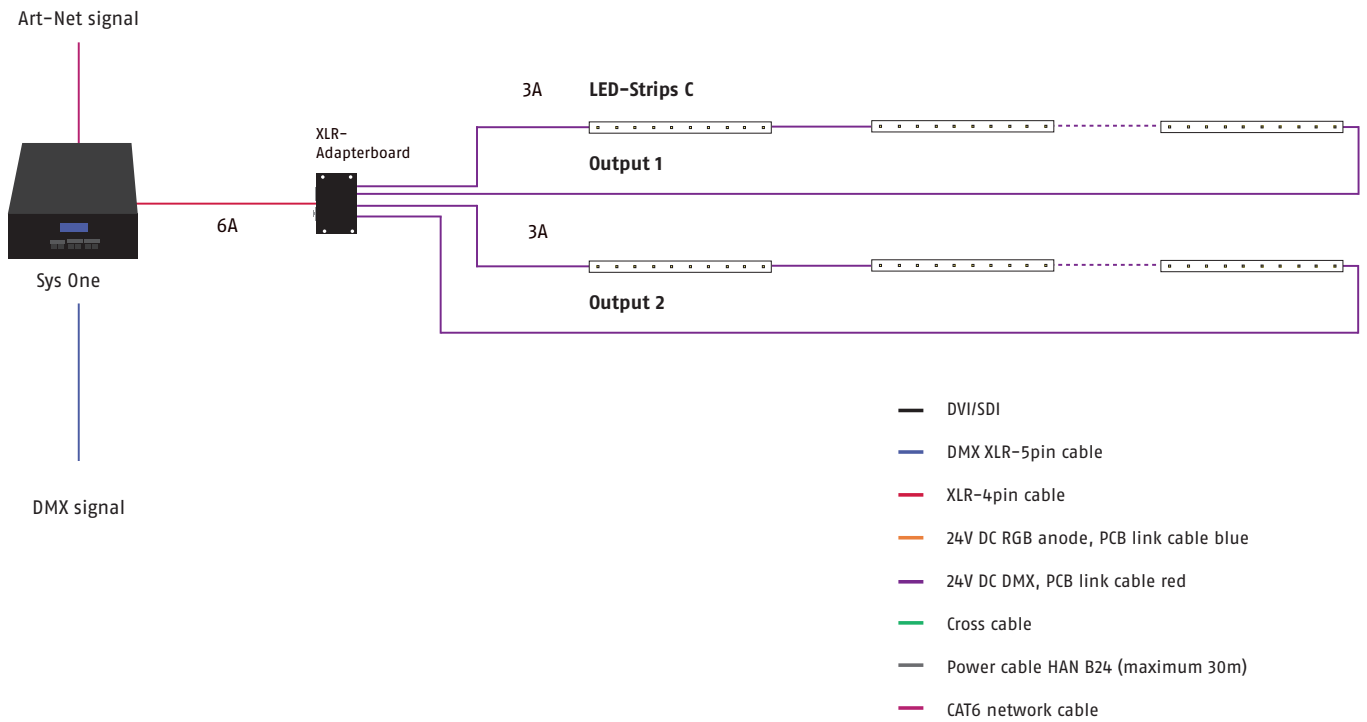 Art-Net signal
3A
LED-Strips C
XLR-
Adapterboard
Output 1
6A
3A
Sys One
Output 2
DVI/SDI
DMX XLR-5pin cable
XLR-4pin cable
DMX signal
24V DC RGB anode, PCB link cable blue
24V DC DMX, PCB link cable red
Cross cable
Power cable HAN B24 (maximum 30m)
CAT6 network cable